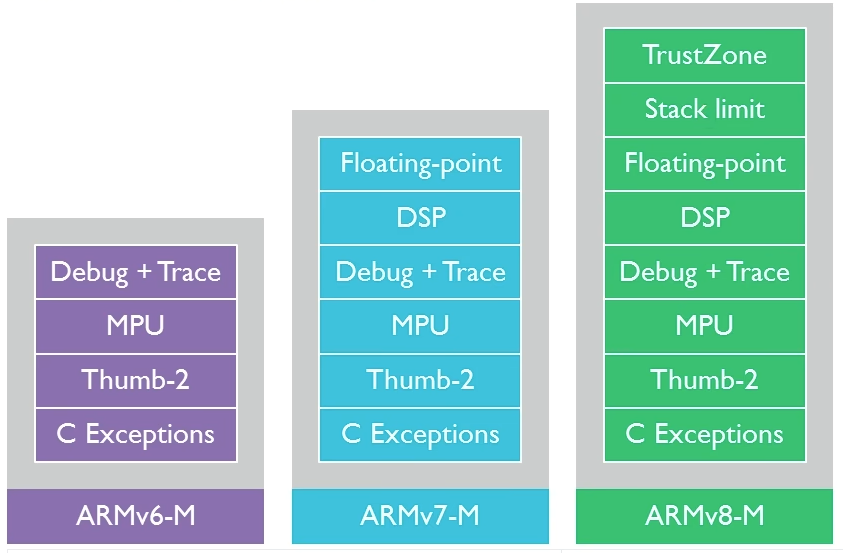 Debug + Trace
MPU
Thumb-2
C Exceptions
ARMv6-M
Floating-point
DSP
Debug + Trace
MPU
Thumb-2
C Exceptions
ARMv7-M
TrustZone
Stack limit
Floating-point
DSP
Debug + Trace
MPU
Thumb-2
C Exceptions
ARMv8-M